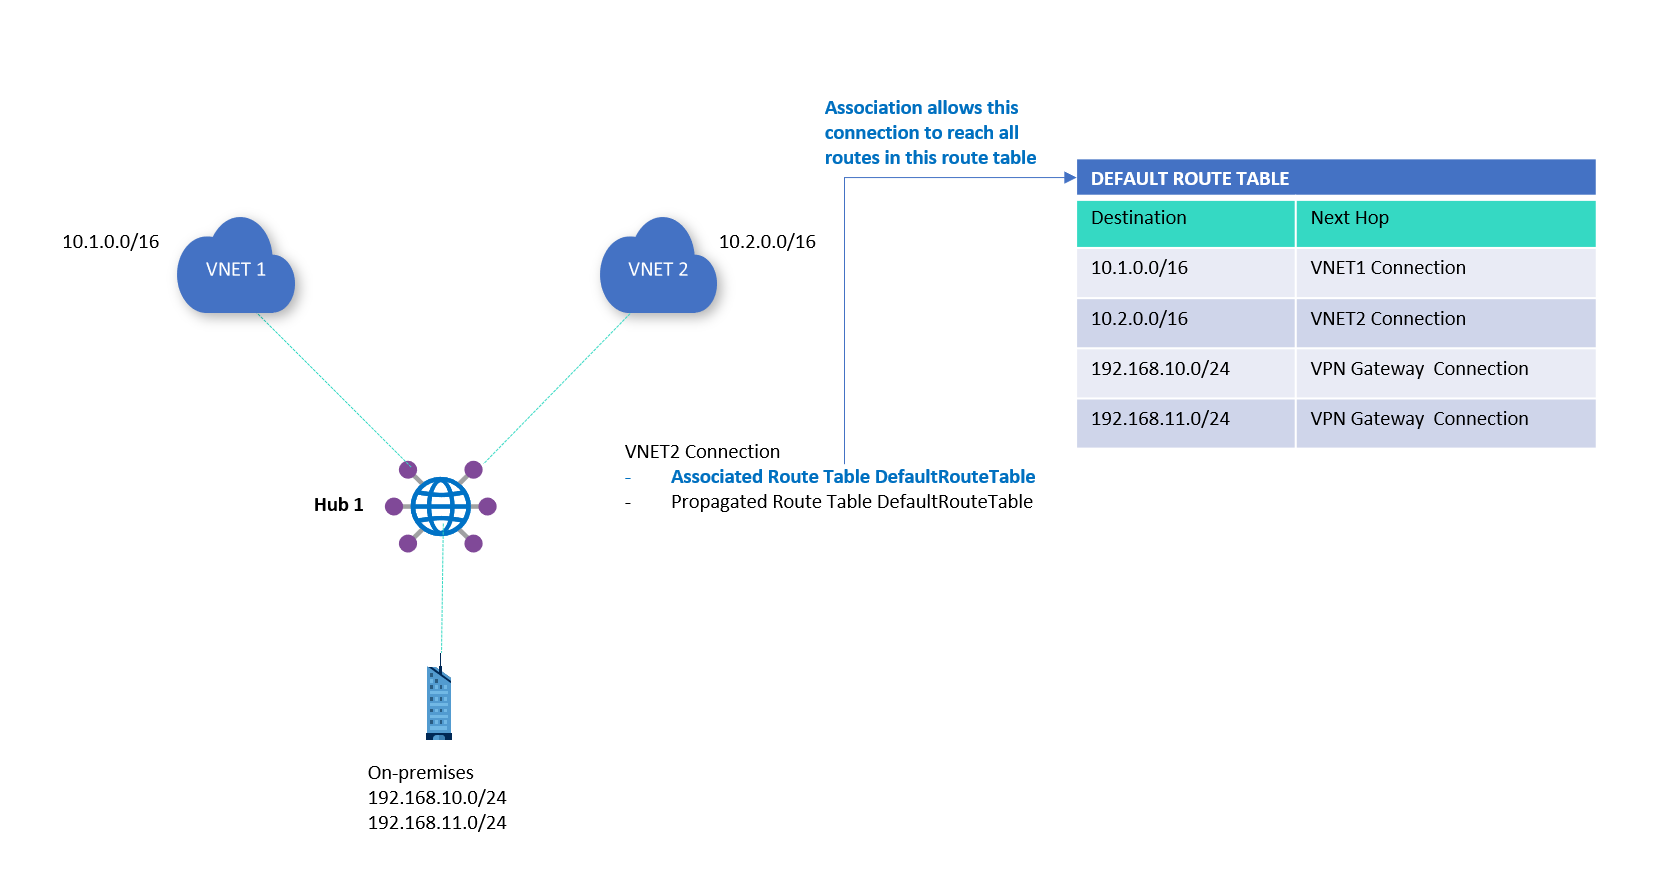 Association allows this
connection to reach all
routes in this route table
DEFAULT ROUTE TABLE
Destination Next Hop
10.1.0.0/16 VNET1 Connection
10.2.0.0/16 VNET2 Connection
192.168.10.0/24 VPN Gateway  Connection
192.168.11.0/24 VPN Gateway  Connection
10.1.0.0/16
VNET 1
VNET 2
10.2.0.0/16
VNET2 Connection
- Associated Route Table DefaultRouteTable
- Propagated Route Table DefaultRouteTable
Hub 1
On-premises
192.168.10.0/24
192.168.11.0/24